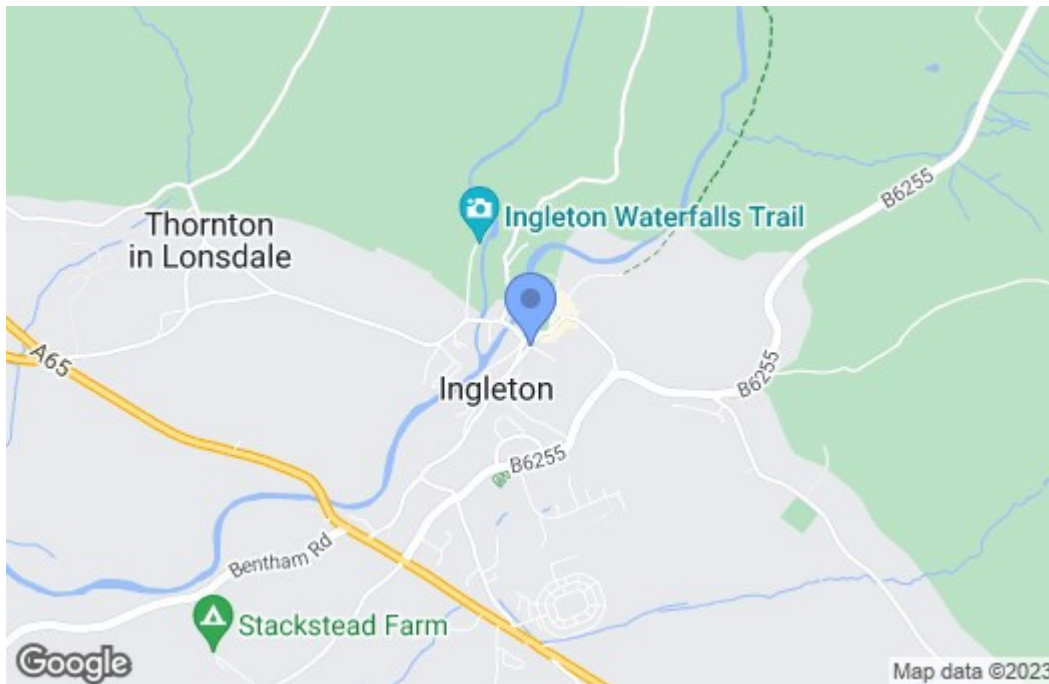 B6255
Thornton
in Lonsdale
Ingleton Waterfalls Trail
A65
B6255
Ingleton
B6255
Bentham Rd
Stackstead Farm
Google
Map data ©2023